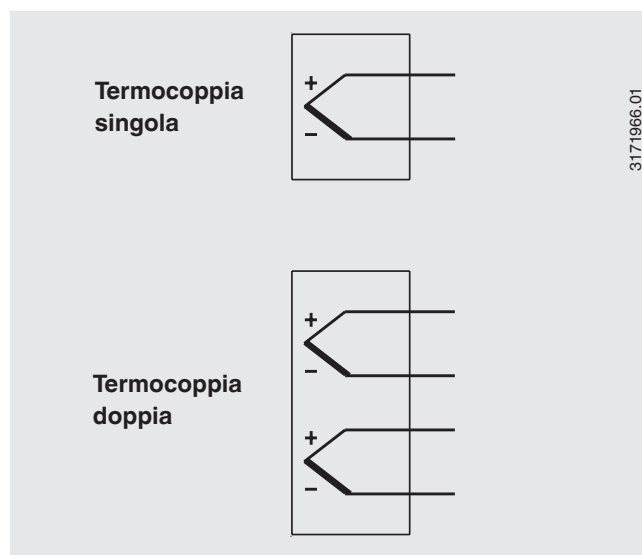 Termocoppia
singola
+
−
3171966.01
Termocoppia
doppia
+
−
+
−